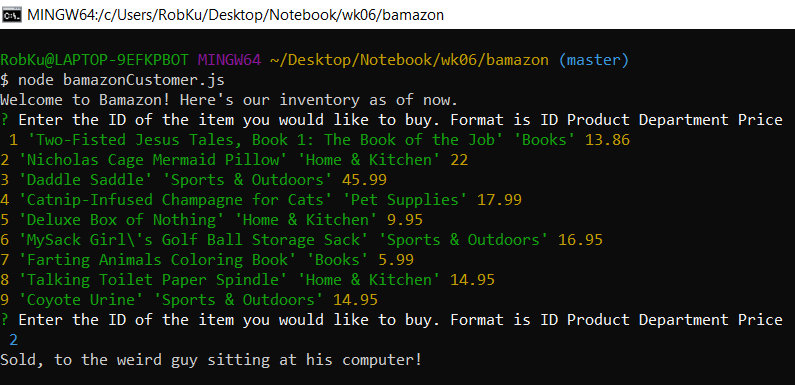 MINGW64:/c/Users/RobKu/Desktop/Notebook/wk06/bamazon
RobKu@LAPTOP-9EFKPBOT MINGW64 ~/Desktop/Notebook/wk06/bamazon (master)
$ node bamazonCustomer.js
Welcome to Bamazon! Here's our inventory as of now.
? Enter the ID of the item you would like to buy. Format is ID Product Department Price
1 'Two-Fisted Jesus Tales, Book 1: The Book of the Job' 'Books' 13.86
2 'Nicholas Cage Mermaid Pillow' 'Home & Kitchen' 22
3 'Daddle Saddle' 'Sports & Outdoors' 45.99
4 'Catnip-Infused Champagne for Cats' 'Pet Supplies' 17.99
5 'Deluxe Box of Nothing' 'Home & Kitchen' 9.95
6 'MySack Girl\'s Golf Ball Storage Sack' 'Sports & Outdoors' 16.95
7 'Farting Animals Coloring Book' 'Books' 5.99
8 'Talking Toilet Paper Spindle' 'Home & Kitchen' 14.95
9 'Coyote Urine' 'Sports & Outdoors' 14.95
? Enter the ID of the item you would like to buy. Format is ID Product Department Price
2
Sold, to the weird guy sitting at his computer!